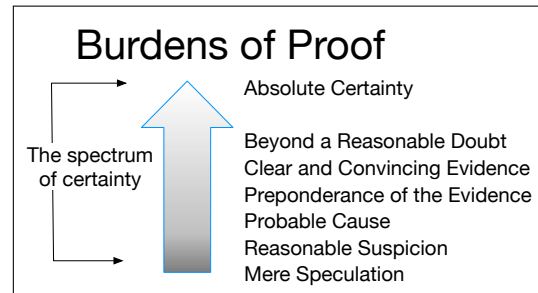 Burdens of Proof
Absolute Certainty
The spectrum
of certainty
Beyond a Reasonable Doubt
Clear and Convincing Evidence
Preponderance of the Evidence
Probable Cause
Reasonable Suspicion
Mere Speculation